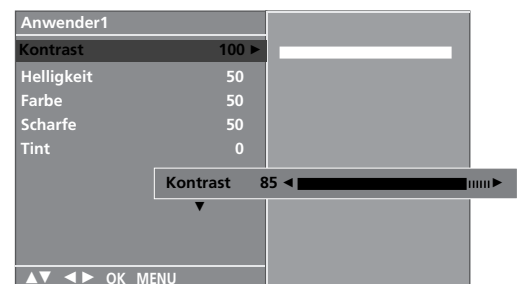 Anwender1
Kontrast 100 ►
Helligkeit 50
Farbe 50
Scharfe 50
Tint 0
Kontrast 85 ◄ ►
▼
▲▼ ◄► OK MENU